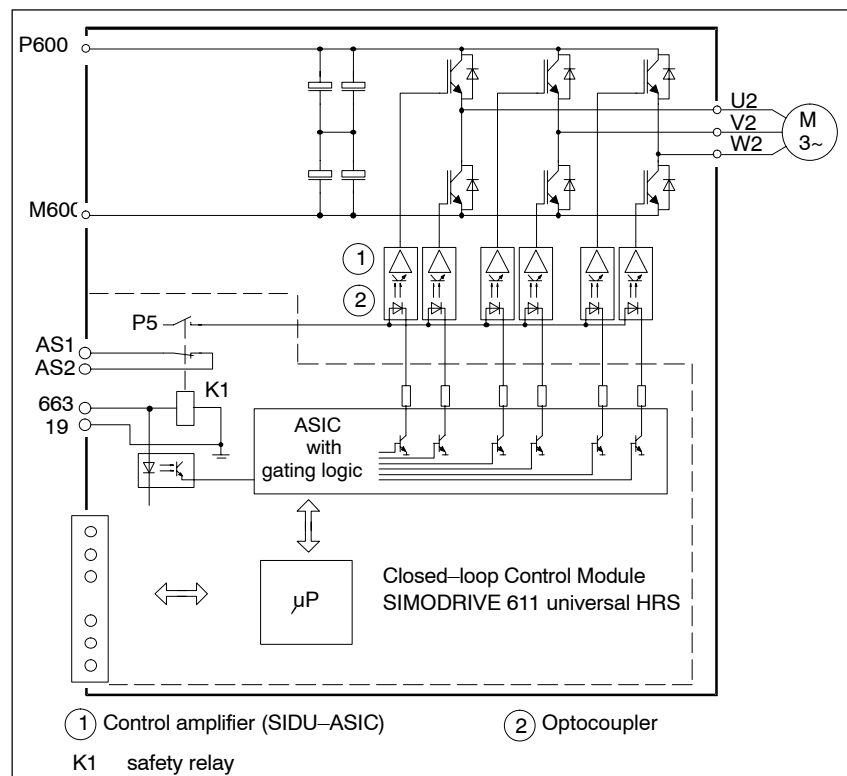 P600
U2
V2
W2
M
3~
M600
1
2
P5
AS1
AS2
K1
663
19
ASIC
with
gating logic
µP
Closed–loop Control Module
SIMODRIVE 611 universal HRS
1 Control amplifier (SIDU–ASIC)
2 Optocoupler
K1 safety relay